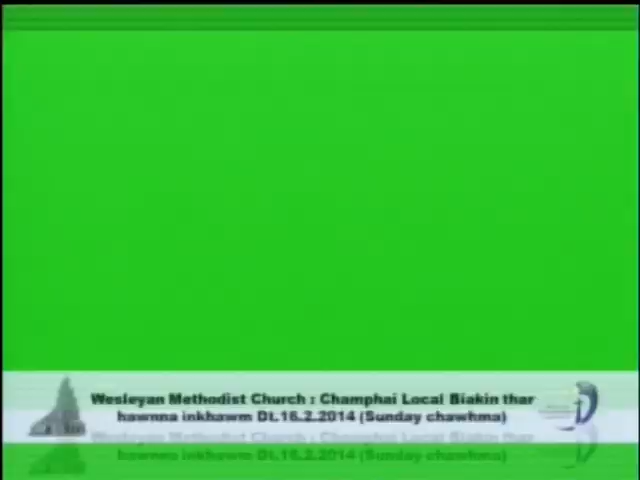 Wesleyan Methodist Church : Champhai Local Biakin thar
hawnna inkhawm Dt.16.2.2014 (Sunday chawhma)